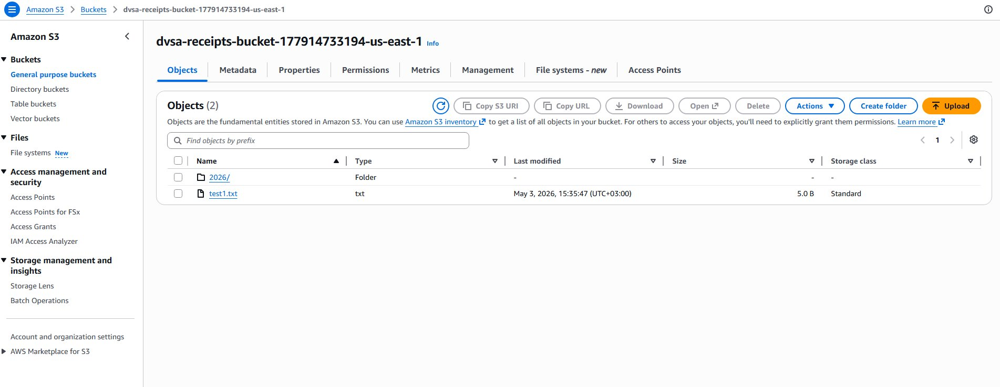 Amazon S3 > Buckets > dvsa-receipts-bucket-177914733194-us-east-1
Amazon S3
Buckets
General purpose buckets
Directory buckets
Table buckets
Vector buckets
Files
File systems New
Access management and
security
Access Points
Access Points for FSx
Access Grants
IAM Access Analyzer
Storage management and
insights
Storage Lens
Batch Operations
Account and organization settings
AWS Marketplace for S3
dvsa-receipts-bucket-177914733194-us-east-1 Info
Objects Metadata Properties Permissions Metrics Management File systems - new Access Points
Objects (2) Copy S3 URI Copy URL Download Open Delete Actions Create folder Upload
Objects are the fundamental entities stored in Amazon S3. You can use Amazon S3 inventory to get a list of all objects in your bucket. For others to access your objects, you'll need to explicitly grant them permissions. Learn more
Find objects by prefix 1
Name Type Last modified Size Storage class
2026/ Folder - - -
test1.txt txt May 3, 2026, 15:35:47 (UTC+03:00) 5.0 B Standard